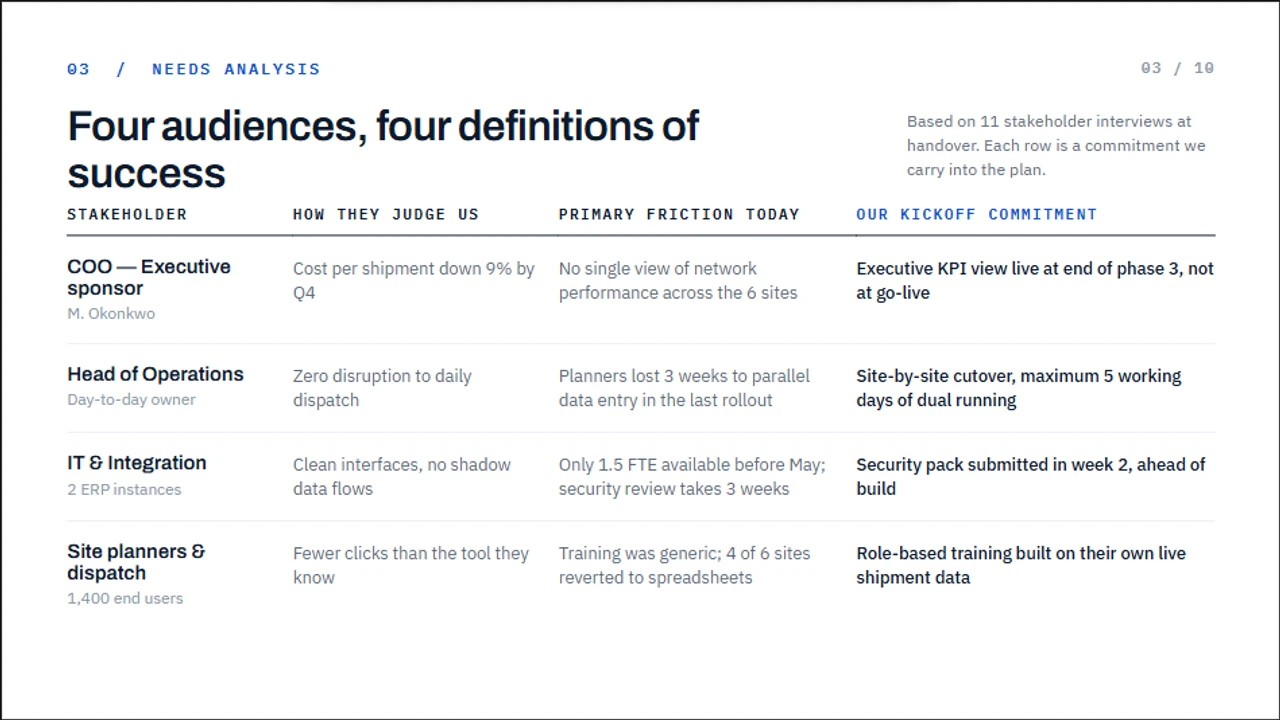 03 / NEEDS ANALYSIS
03 / 10
Four audiences, four definitions of
success
Based on 11 stakeholder interviews at
handover. Each row is a commitment we
carry into the plan.
STAKEHOLDER
HOW THEY JUDGE US
PRIMARY FRICTION TODAY
OUR KICKOFF COMMITMENT
COO — Executive
sponsor
M. Okonkwo
Cost per shipment down 9% by
Q4
No single view of network
performance across the 6 sites
Executive KPI view live at end of phase 3, not
at go-live
Head of Operations
Day-to-day owner
Zero disruption to daily
dispatch
Planners lost 3 weeks to parallel
data entry in the last rollout
Site-by-site cutover, maximum 5 working
days of dual running
IT & Integration
2 ERP instances
Clean interfaces, no shadow
data flows
Only 1.5 FTE available before May;
security review takes 3 weeks
Security pack submitted in week 2, ahead of
build
Site planners &
dispatch
1,400 end users
Fewer clicks than the tool they
know
Training was generic; 4 of 6 sites
reverted to spreadsheets
Role-based training built on their own live
shipment data